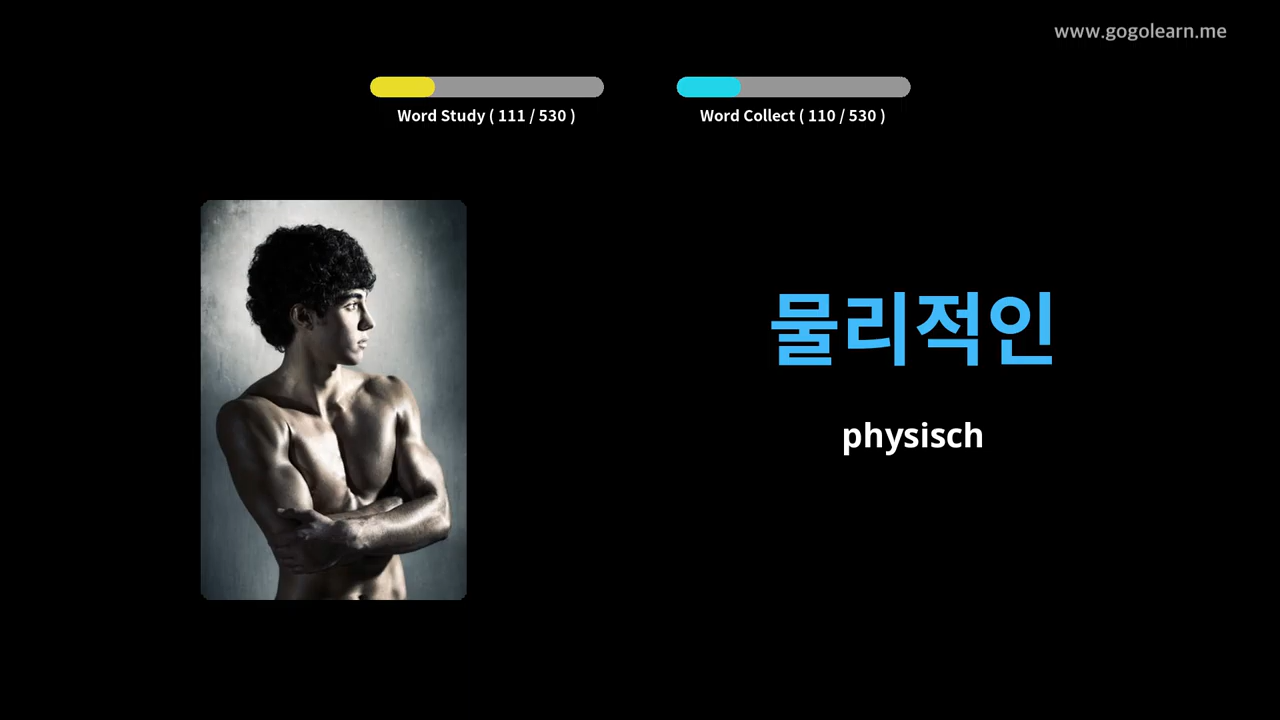 www.gogolearn.me
Word Study ( 111 / 530 )
Word Collect ( 110 / 530 )
물리적인
physisch